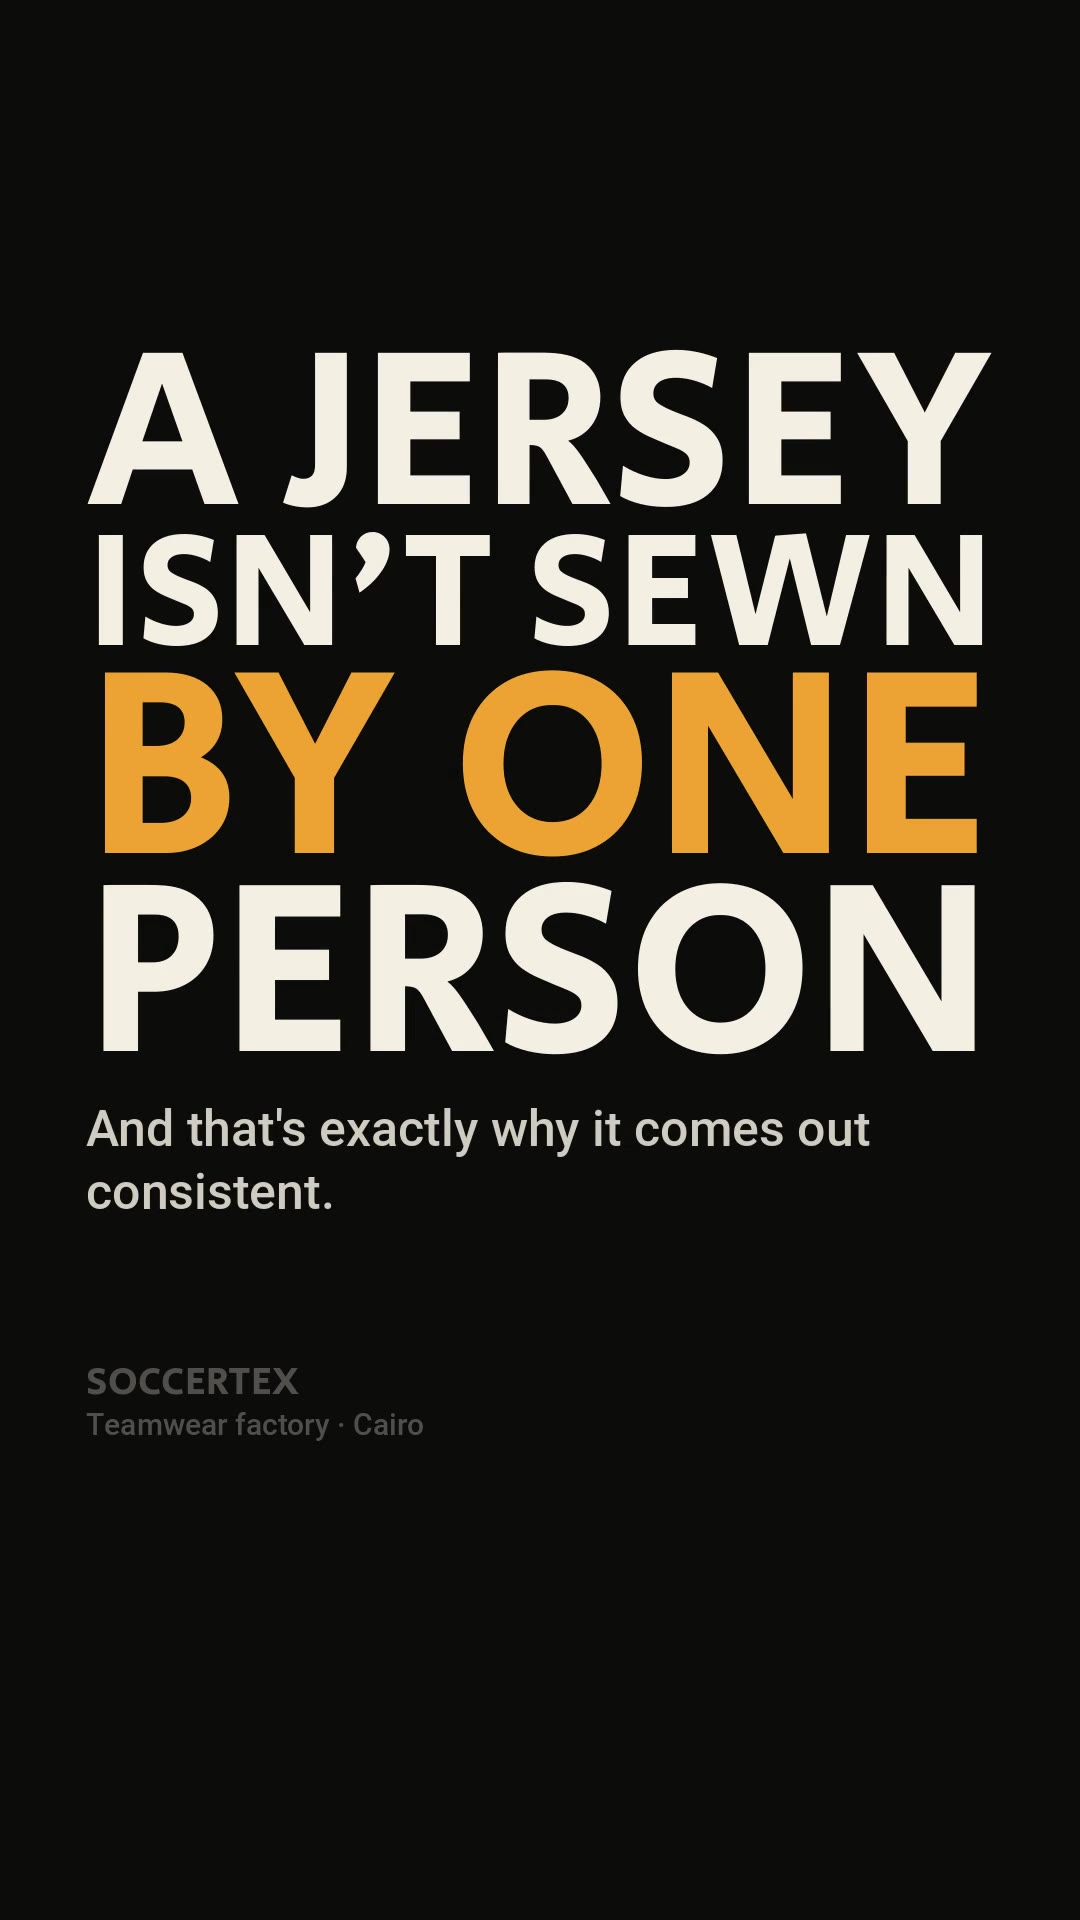 A JERSEY
ISN’T SEWN
BY ONE
PERSON
And that's exactly why it comes out
consistent.
SOCCERTEX
Teamwear factory · Cairo